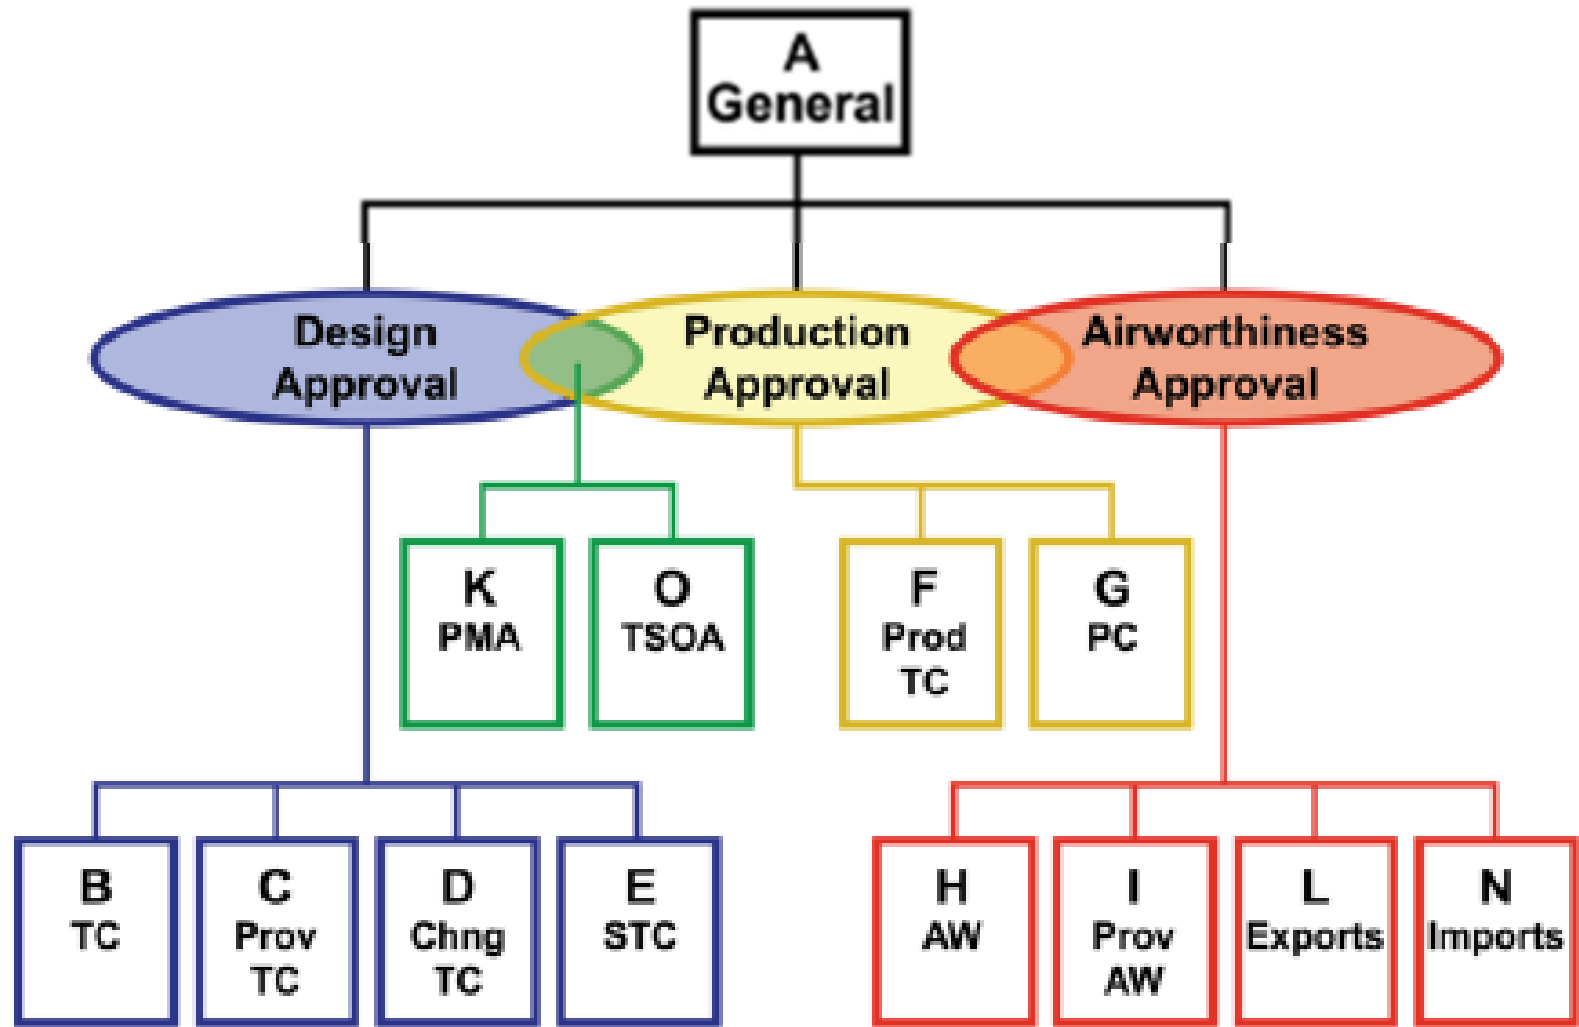 A
General
Design
Approval
Production
Approval
Airworthiness
Approval
K
PMA
O
TSOA
F
Prod
TC
G
PC
B
TC
C
Prov
TC
D
Chng
TC
E
STC
H
AW
I
Prov
AW
L
Exports
N
Imports